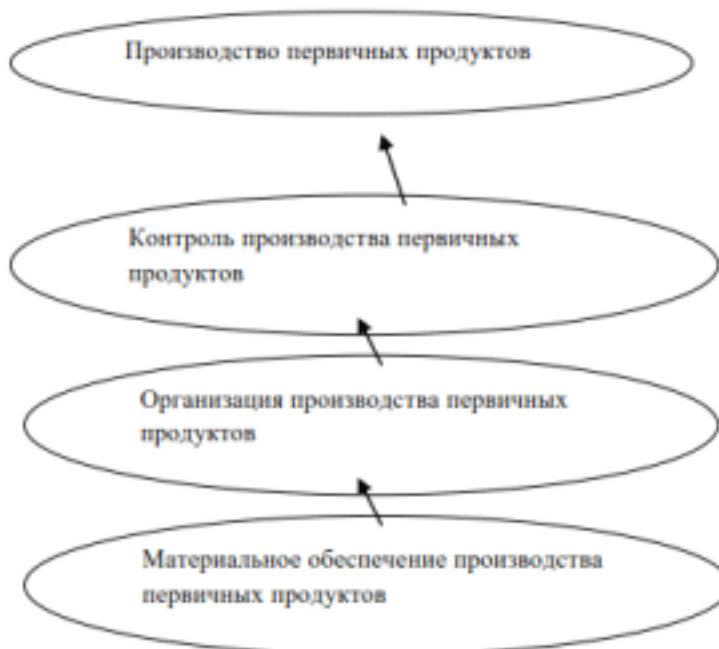 Производство первичных продуктов
Контроль производства первичных
продуктов
Организация производства первичных
продуктов
Материальное обеспечение производства
первичных продуктов